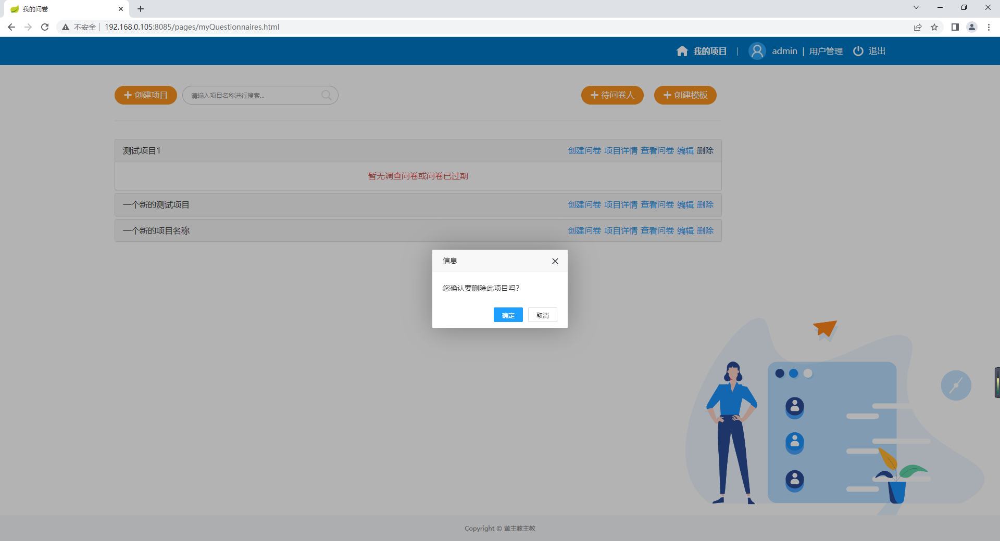 我的问卷
不安全 192.168.0.105:8085/pages/myQuestionnaires.html
我的项目 | admin | 用户管理 退出
创建项目 请输入项目名称进行搜索... 待问卷人 创建模板
测试项目1 创建问卷 项目详情 查看问卷 编辑 删除
暂无调查问卷或问卷已过期
一个新的测试项目 创建问卷 项目详情 查看问卷 编辑 删除
一个新的项目名称 创建问卷 项目详情 查看问卷 编辑 删除
信息
您确认要删除此项目吗?
确定 取消
Copyright © 黄主教主教